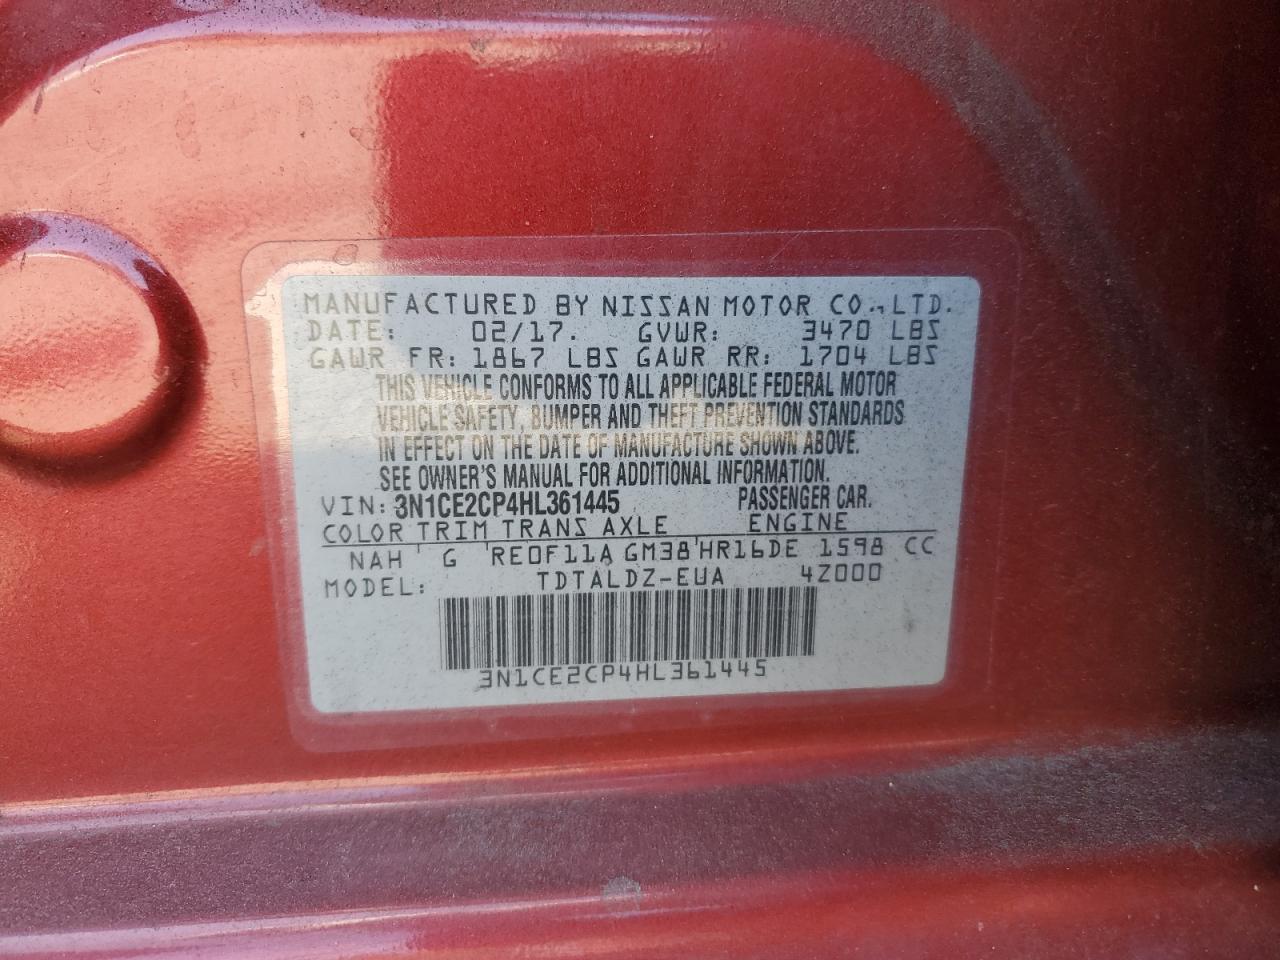 MANUFACTURED BY NISSAN MOTOR CO., LTD.
DATE: 02/17. GVWR: 3470 LBS
GAWR FR: 1867 LBS GAWR RR: 1704 LBS
THIS VEHICLE CONFORMS TO ALL APPLICABLE FEDERAL MOTOR
VEHICLE SAFETY, BUMPER AND THEFT PREVENTION STANDARDS
IN EFFECT ON THE DATE OF MANUFACTURE SHOWN ABOVE.
SEE OWNER'S MANUAL FOR ADDITIONAL INFORMATION.
VIN: 3N1CE2CP4HL361445 PASSENGER CAR.
COLOR TRIM TRANS AXLE ENGINE
NAH G RE0F11A GM38 HR16DE 1598 CC
MODEL: TDTALDZ-EUA 4Z000
3N1CE2CP4HL361445